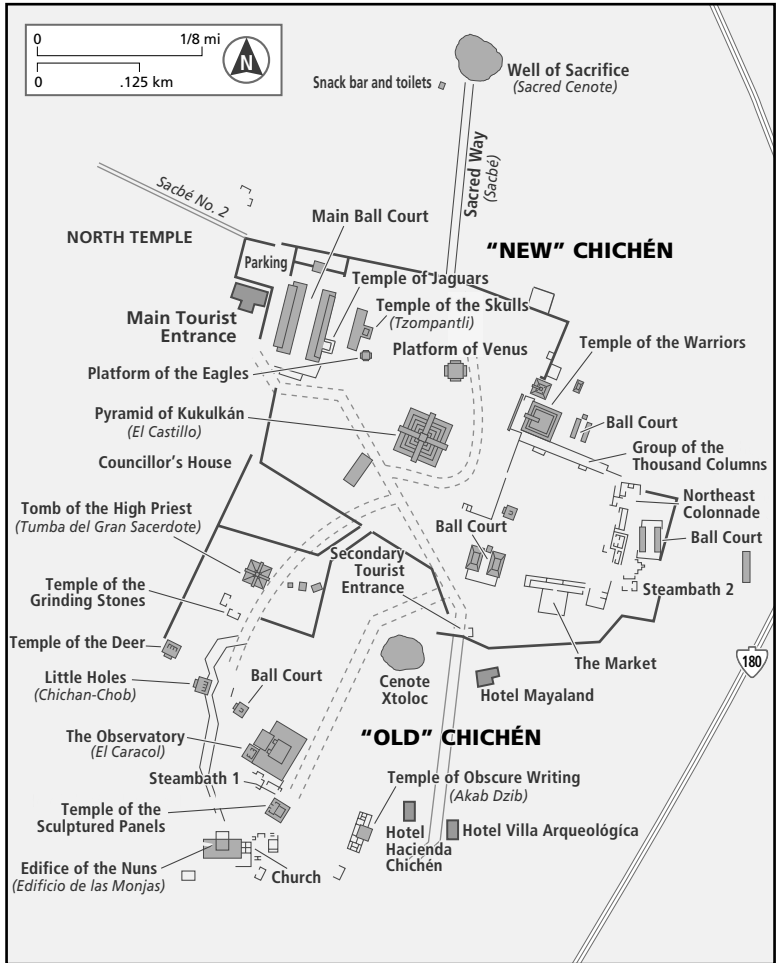 0
1/8 mi
0
.125 km
N
Snack bar and toilets
Well of Sacrifice
(Sacred Cenote)
Sacred Way
(Sacbé)
Sacbé No. 2
NORTH TEMPLE
Main Ball Court
"NEW" CHICHÉN
Parking
Temple of Jaguars
Main Tourist
Entrance
Temple of the Skulls
(Tzompantli)
Platform of Venus
Temple of the Warriors
Platform of the Eagles
Pyramid of Kukulkán
(El Castillo)
Ball Court
Group of the
Thousand Columns
Councillor's House
Northeast
Colonnade
Tomb of the High Priest
(Tumba del Gran Sacerdote)
Ball Court
Ball Court
Secondary
Tourist
Entrance
Temple of the
Grinding Stones
Steambath 2
Temple of the Deer
The Market
180
Little Holes
(Chichan-Chob)
Ball Court
Cenote
Xtoloc
Hotel Mayaland
The Observatory
(El Caracol)
"OLD" CHICHÉN
Steambath 1
Temple of Obscure Writing
(Akab Dzib)
Temple of the
Sculptured Panels
Hotel
Hacienda
Chichén
Hotel Villa Arqueológica
Edifice of the Nuns
(Edificio de las Monjas)
Church